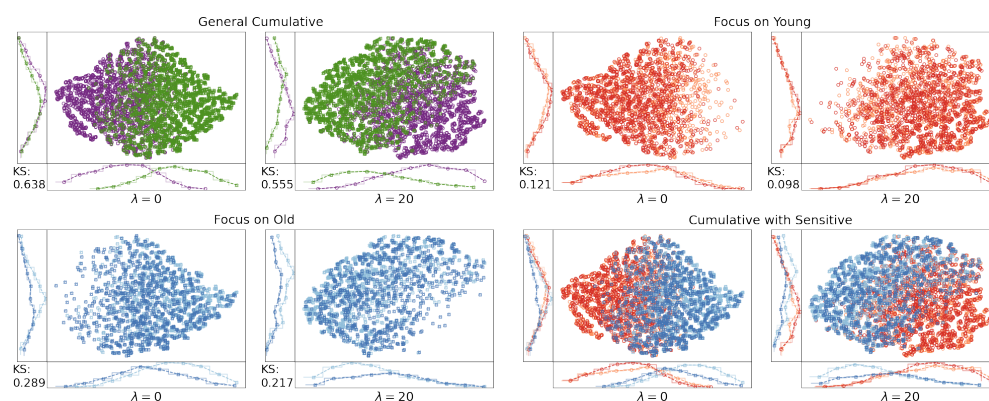 General Cumulative
Focus on Young
KS:
0.638
KS:
0.555
KS:
0.121
KS:
0.098
λ = 0
λ = 20
λ = 0
λ = 20
Focus on Old
Cumulative with Sensitive
KS:
0.289
KS:
0.217
λ = 0
λ = 20
λ = 0
λ = 20